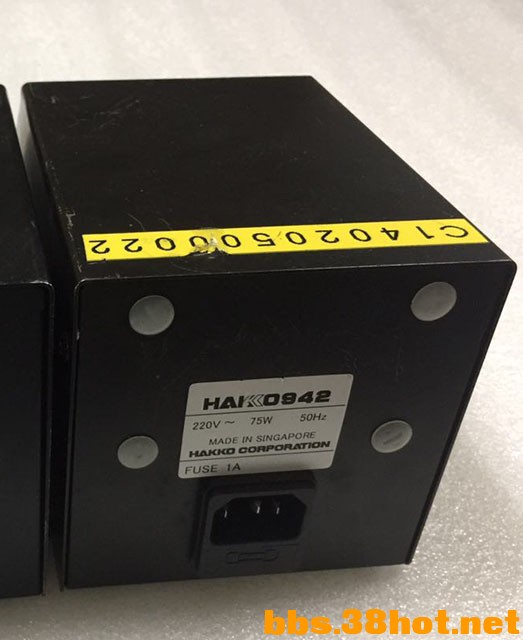 C14020500022
HAKKO942
220V ~ 75W 50Hz
MADE IN SINGAPORE
HAKKO CORPORATION
FUSE 1A
bbs.38hot.net